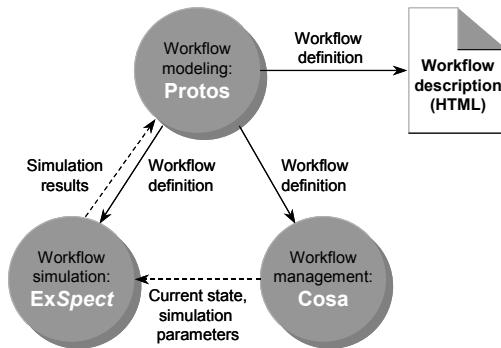 Workflow
modeling:
Protos
Workflow
definition
Workflow
description
(HTML)
Simulation
results
Workflow
definition
Workflow
definition
Workflow
simulation:
ExSpect
Current state,
simulation
parameters
Workflow
management:
Cosa